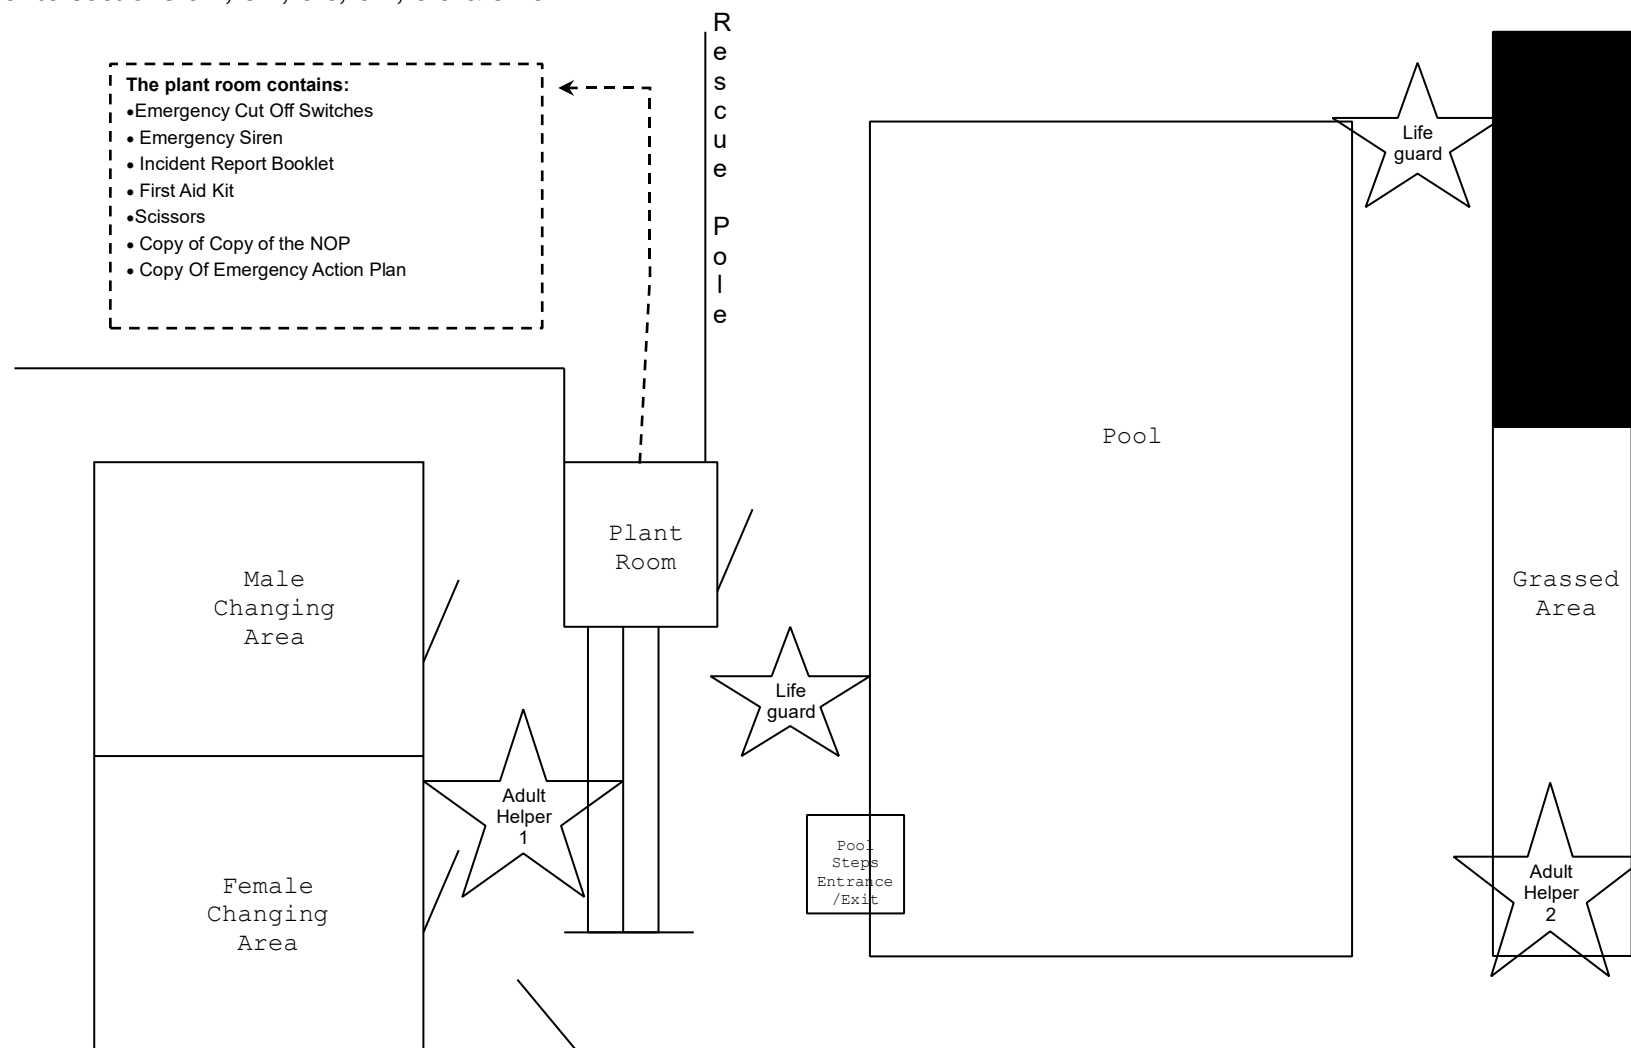 The plant room contains:
•Emergency Cut Off Switches
• Emergency Siren
• Incident Report Booklet
• First Aid Kit
•Scissors
• Copy of Copy of the NOP
• Copy Of Emergency Action Plan
Rescue Pole
Life
guard
Pool
Plant
Room
Male
Changing
Area
Grassed
Area
Life
guard
Adult
Helper
1
Pool
Steps
Entrance
/Exit
Female
Changing
Area
Adult
Helper
2